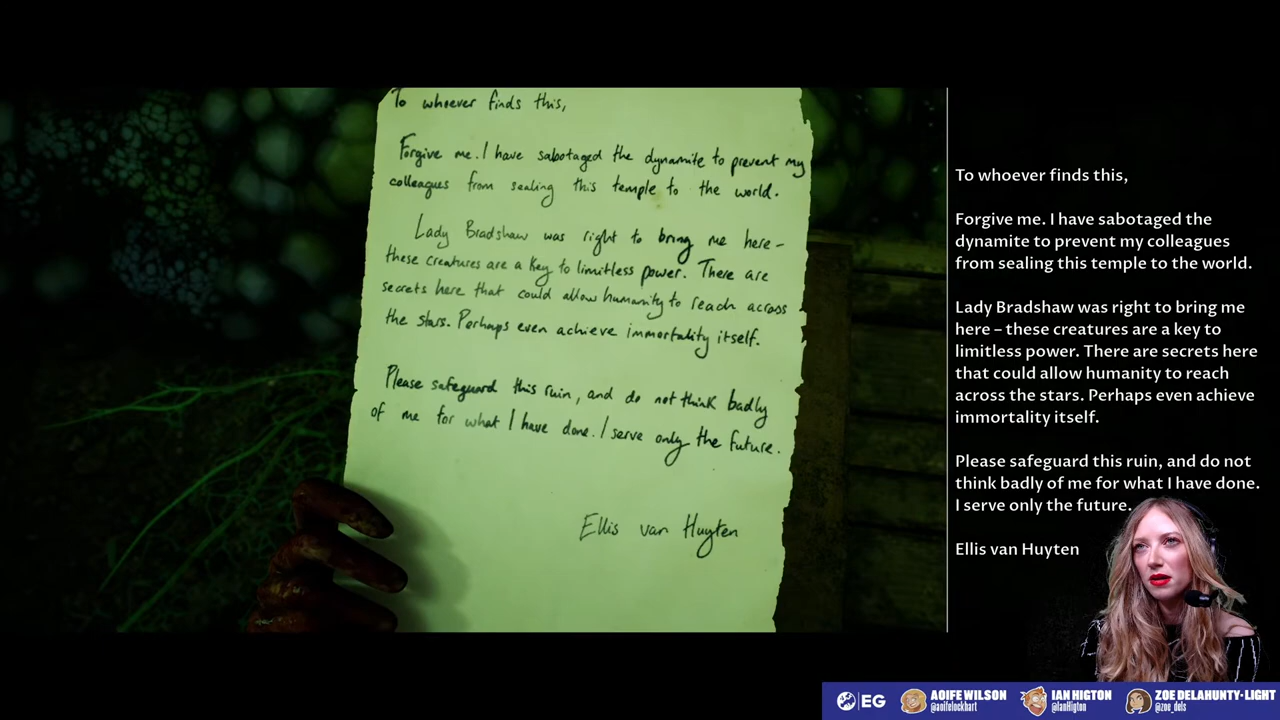 To whoever finds this,
Forgive me. I have sabotaged the dynamite to prevent my
colleagues from sealing this temple to the world.
Lady Bradshaw was right to bring me here –
these creatures are a key to limitless power. There are
secrets here that could allow humanity to reach across
the stars. Perhaps even achieve immortality itself.
Please safeguard this ruin, and do not think badly
of me for what I have done. I serve only the future.
Ellis van Huyten
To whoever finds this,
Forgive me. I have sabotaged the
dynamite to prevent my colleagues
from sealing this temple to the world.
Lady Bradshaw was right to bring me
here – these creatures are a key to
limitless power. There are secrets here
that could allow humanity to reach
across the stars. Perhaps even achieve
immortality itself.
Please safeguard this ruin, and do not
think badly of me for what I have done.
I serve only the future.
Ellis van Huyten
EG
AOIFE WILSON
@aoifelockhart
IAN HIGTON
@IanHigton
ZOE DELAHUNTY-LIGHT
@zoe_dels